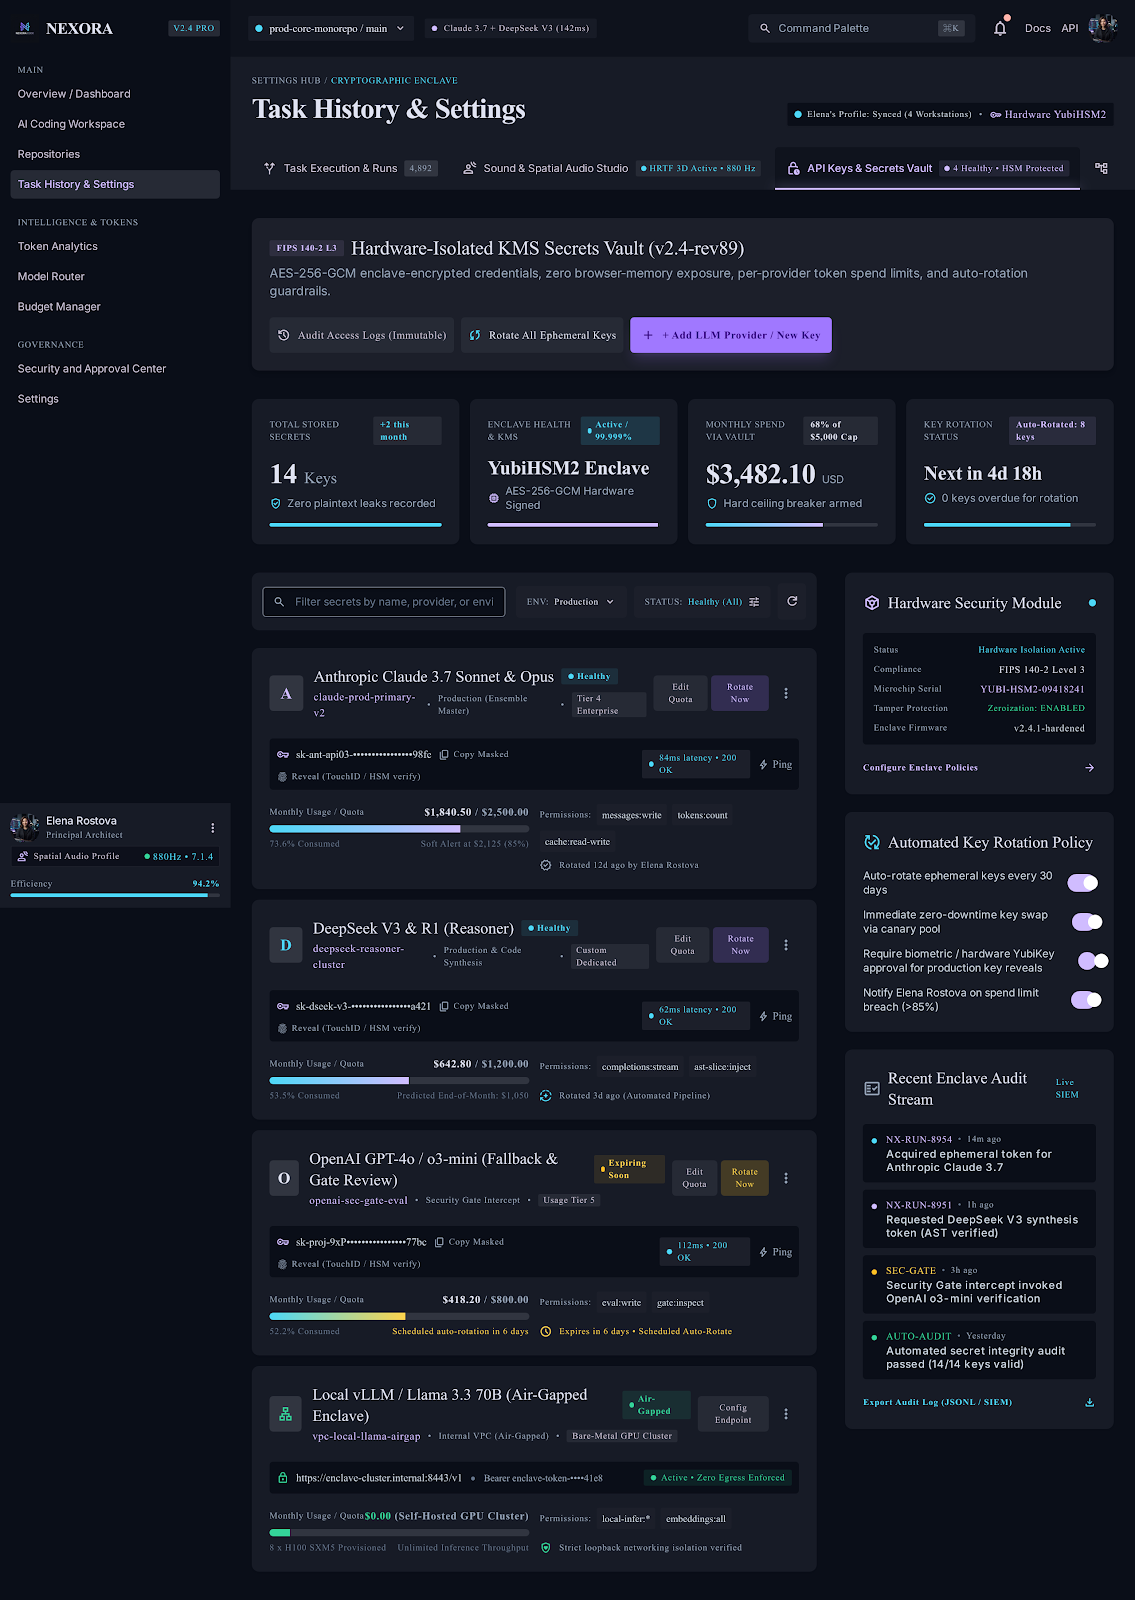 NEXORA
V2.4 PRO
MAIN
Overview / Dashboard
AI Coding Workspace
Repositories
Task History & Settings
INTELLIGENCE & TOKENS
Token Analytics
Model Router
Budget Manager
GOVERNANCE
Security and Approval Center
Settings
Elena Rostova
Principal Architect
Spatial Audio Profile
880Hz • 7.1.4
Efficiency
94.2%
prod-core-monorepo / main
Claude 3.7 + DeepSeek V3 (142ms)
Command Palette
⌘K
Docs
API
SETTINGS HUB / CRYPTOGRAPHIC ENCLAVE
Task History & Settings
Elena's Profile: Synced (4 Workstations)
•
Hardware YubiHSM2
Task Execution & Runs
4,892
Sound & Spatial Audio Studio
HRTF 3D Active • 880 Hz
API Keys & Secrets Vault
4 Healthy • HSM Protected
FIPS 140-2 L3
Hardware-Isolated KMS Secrets Vault (v2.4-rev89)
AES-256-GCM enclave-encrypted credentials, zero browser-memory exposure, per-provider token spend limits, and auto-rotation
guardrails.
Audit Access Logs (Immutable)
Rotate All Ephemeral Keys
+ Add LLM Provider / New Key
TOTAL STORED
SECRETS
+2 this
month
14 Keys
Zero plaintext leaks recorded
ENCLAVE HEALTH
& KMS
Active /
99.999%
YubiHSM2 Enclave
AES-256-GCM Hardware
Signed
MONTHLY SPEND
VIA VAULT
68% of
$5,000 Cap
$3,482.10 USD
Hard ceiling breaker armed
KEY ROTATION
STATUS
Auto-Rotated: 8
keys
Next in 4d 18h
0 keys overdue for rotation
Filter secrets by name, provider, or envi
ENV: Production
STATUS: Healthy (All)
A
Anthropic Claude 3.7 Sonnet & Opus
Healthy
claude-prod-primary-
v2
•
Production (Ensemble
Master)
•
Tier 4
Enterprise
Edit
Quota
Rotate
Now
sk-ant-api03-••••••••••••••••98fc
Copy Masked
Reveal (TouchID / HSM verify)
84ms latency • 200
OK
Ping
Monthly Usage / Quota
$1,840.50 / $2,500.00
73.6% Consumed
Soft Alert at $2,125 (85%)
Permissions:
messages:write
tokens:count
cache:read-write
Rotated 12d ago by Elena Rostova
D
DeepSeek V3 & R1 (Reasoner)
Healthy
deepseek-reasoner-
cluster
•
Production & Code
Synthesis
•
Custom
Dedicated
Edit
Quota
Rotate
Now
sk-dseek-v3-••••••••••••••••a421
Copy Masked
Reveal (TouchID / HSM verify)
62ms latency • 200
OK
Ping
Monthly Usage / Quota
$642.80 / $1,200.00
53.5% Consumed
Predicted End-of-Month: $1,050
Permissions:
completions:stream
ast-slice:inject
Rotated 3d ago (Automated Pipeline)
O
OpenAI GPT-4o / o3-mini (Fallback &
Gate Review)
Expiring
Soon
openai-sec-gate-eval • Security Gate Intercept • Usage Tier 5
Edit
Quota
Rotate
Now
sk-proj-9xP••••••••••••••••77bc
Copy Masked
Reveal (TouchID / HSM verify)
112ms • 200
OK
Ping
Monthly Usage / Quota
$418.20 / $800.00
52.2% Consumed
Scheduled auto-rotation in 6 days
Permissions:
eval:write
gate:inspect
Expires in 6 days • Scheduled Auto-Rotate
Local vLLM / Llama 3.3 70B (Air-Gapped
Enclave)
Air-
Gapped
vpc-local-llama-airgap • Internal VPC (Air-Gapped) • Bare-Metal GPU Cluster
Config
Endpoint
https://enclave-cluster.internal:8443/v1
•
Bearer enclave-token-••••41e8
Active • Zero Egress Enforced
Monthly Usage / Quota
$0.00 (Self-Hosted GPU Cluster)
8 x H100 SXM5 Provisioned
Unlimited Inference Throughput
Permissions:
local-infer:*
embeddings:all
Strict loopback networking isolation verified
Hardware Security Module
Status
Hardware Isolation Active
Compliance
FIPS 140-2 Level 3
Microchip Serial
YUBI-HSM2-09418241
Tamper Protection
Zeroization: ENABLED
Enclave Firmware
v2.4.1-hardened
Configure Enclave Policies
Automated Key Rotation Policy
Auto-rotate ephemeral keys every 30
days
Immediate zero-downtime key swap
via canary pool
Require biometric / hardware YubiKey
approval for production key reveals
Notify Elena Rostova on spend limit
breach (>85%)
Recent Enclave Audit
Stream
Live
SIEM
NX-RUN-8954 • 14m ago
Acquired ephemeral token for
Anthropic Claude 3.7
NX-RUN-8951 • 1h ago
Requested DeepSeek V3 synthesis
token (AST verified)
SEC-GATE • 3h ago
Security Gate intercept invoked
OpenAI o3-mini verification
AUTO-AUDIT • Yesterday
Automated secret integrity audit
passed (14/14 keys valid)
Export Audit Log (JSONL / SIEM)